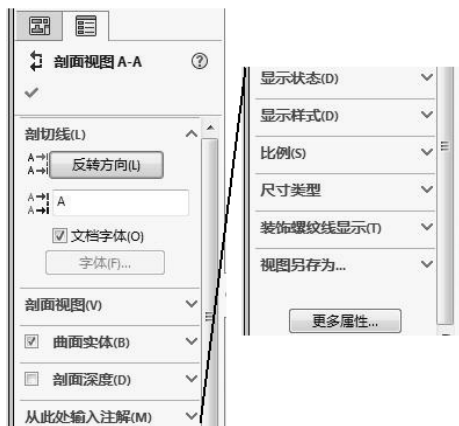 剖面视图 A-A
剖切线(L)
反转方向(L)
A
文档字体(O)
字体(F)...
剖面视图(V)
曲面实体(B)
剖面深度(D)
从此处输入注解(M)
显示状态(D)
显示样式(D)
比例(S)
尺寸类型
装饰螺纹线显示(T)
视图另存为...
更多属性...